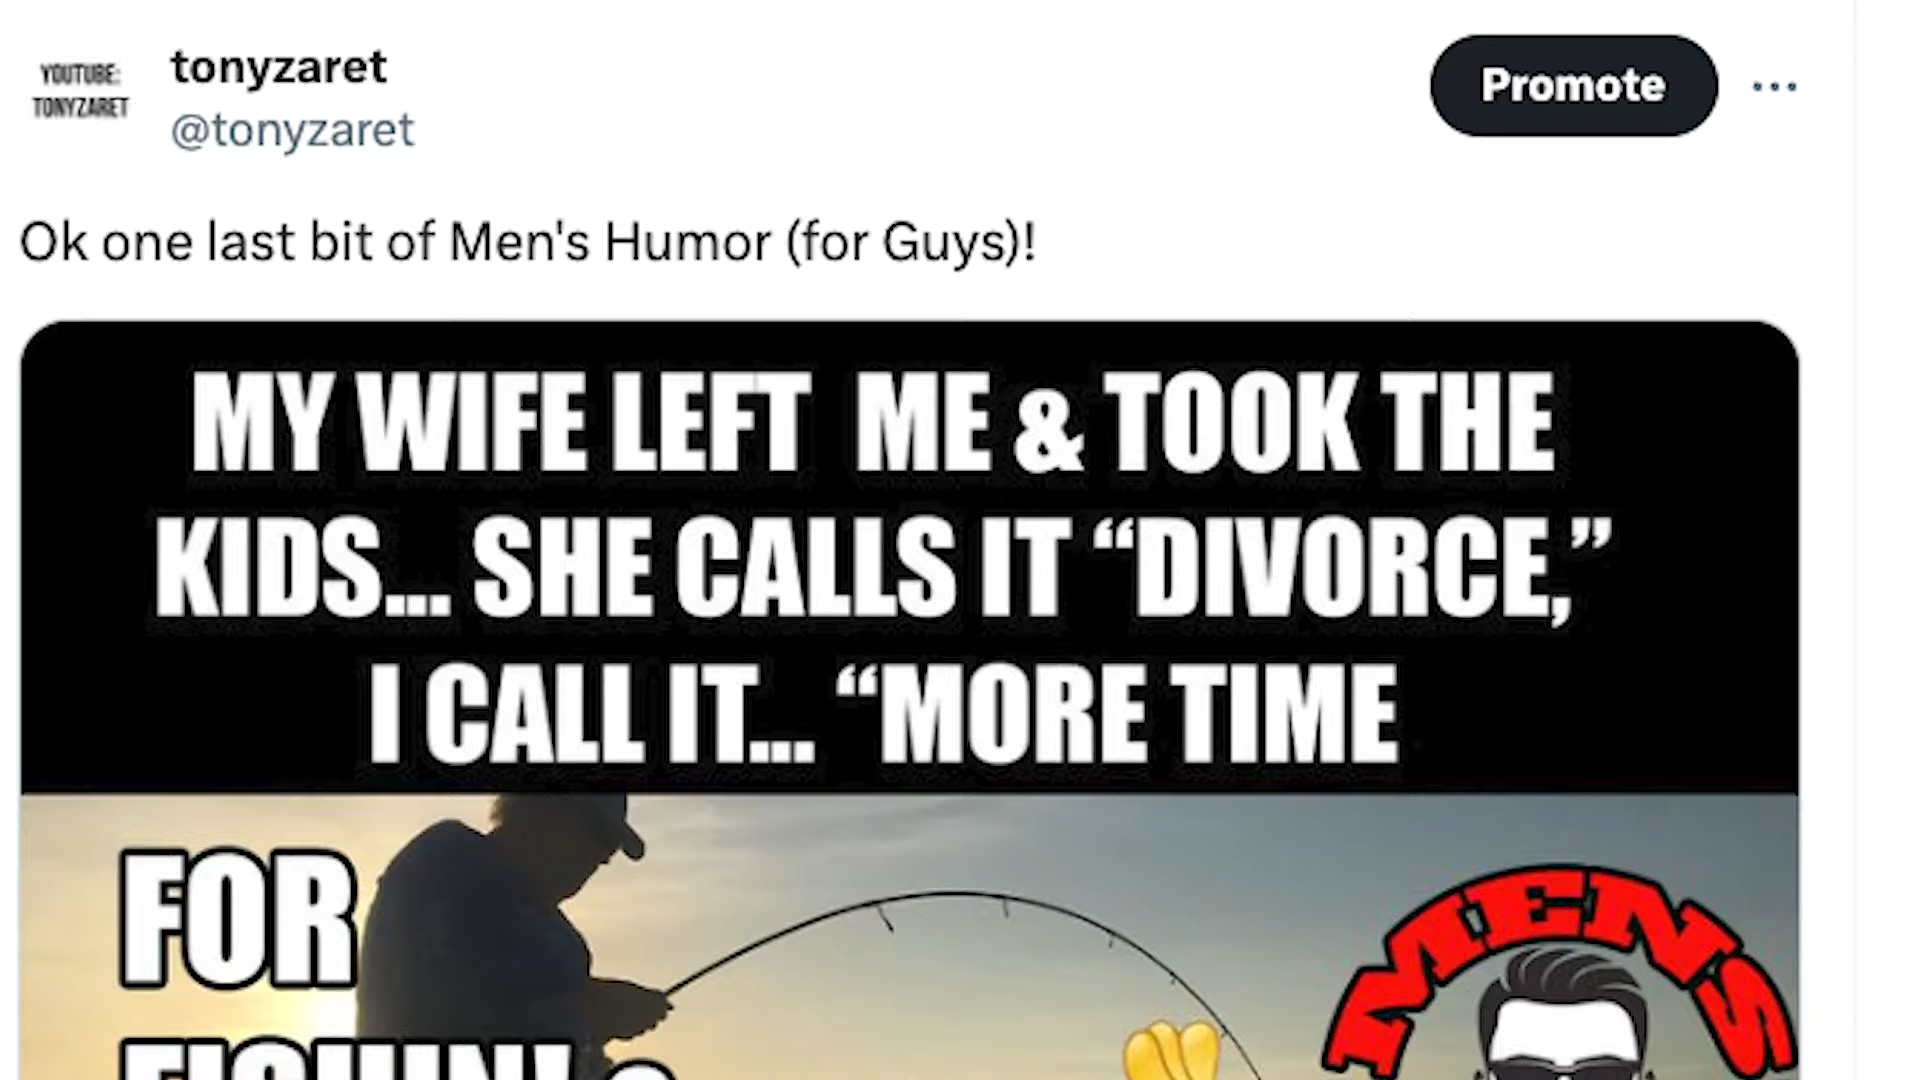 YOUTUBE:
TONYZARET
tonyzaret
@tonyzaret
Promote
Ok one last bit of Men's Humor (for Guys)!
MY WIFE LEFT ME & TOOK THE
KIDS... SHE CALLS IT “DIVORCE,”
I CALL IT... “MORE TIME
FOR
FISHIN'
MENS